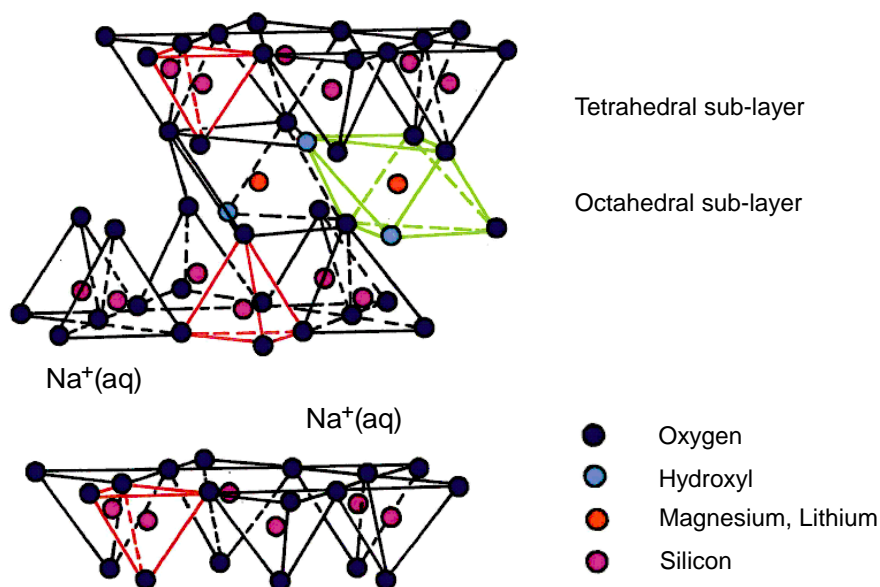 Tetrahedral sub-layer
Octahedral sub-layer
Na⁺(aq)
Na⁺(aq)
Oxygen
Hydroxyl
Magnesium, Lithium
Silicon